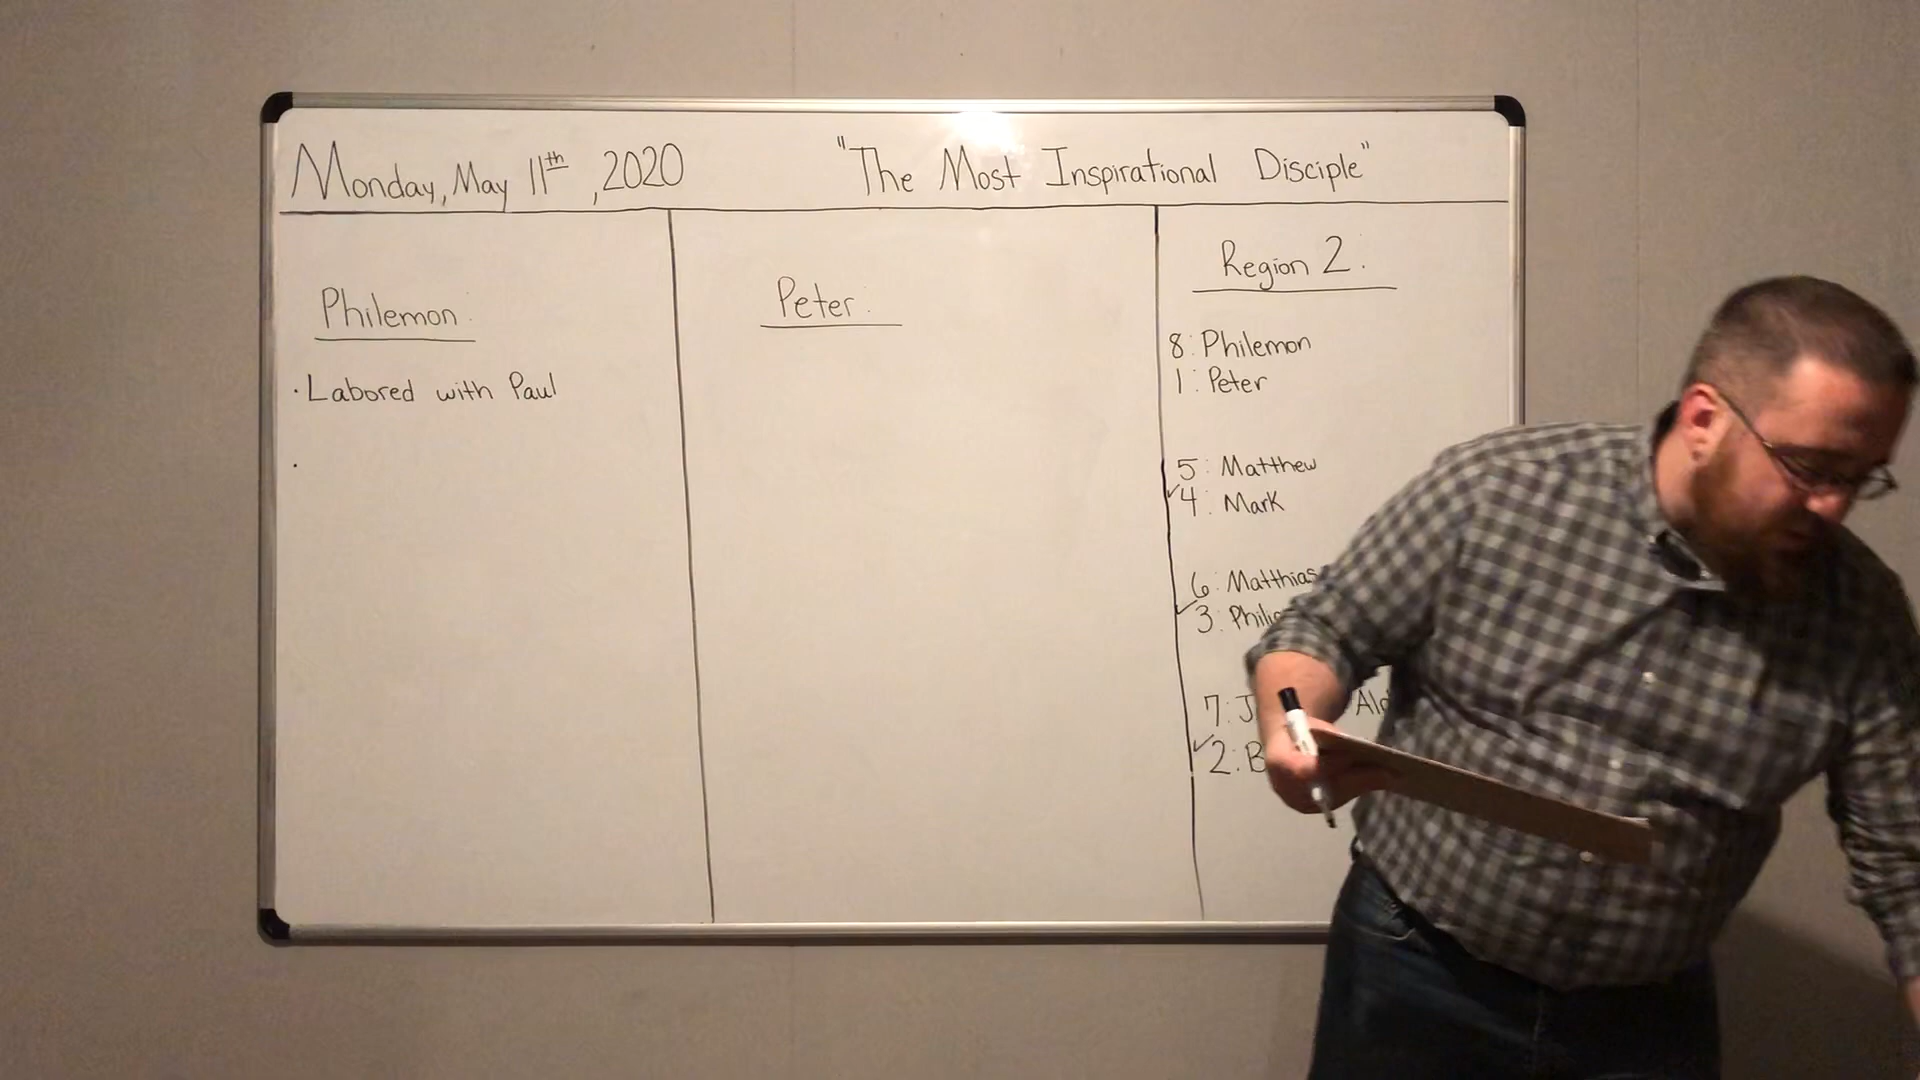 Monday, May 11th, 2020
"The Most Inspirational Disciple"
Philemon:
· Labored with Paul
·
Peter:
Region 2:
8: Philemon
1: Peter
5: Matthew
✓4: Mark
6: Matthias
✓3:
7:
✓2: